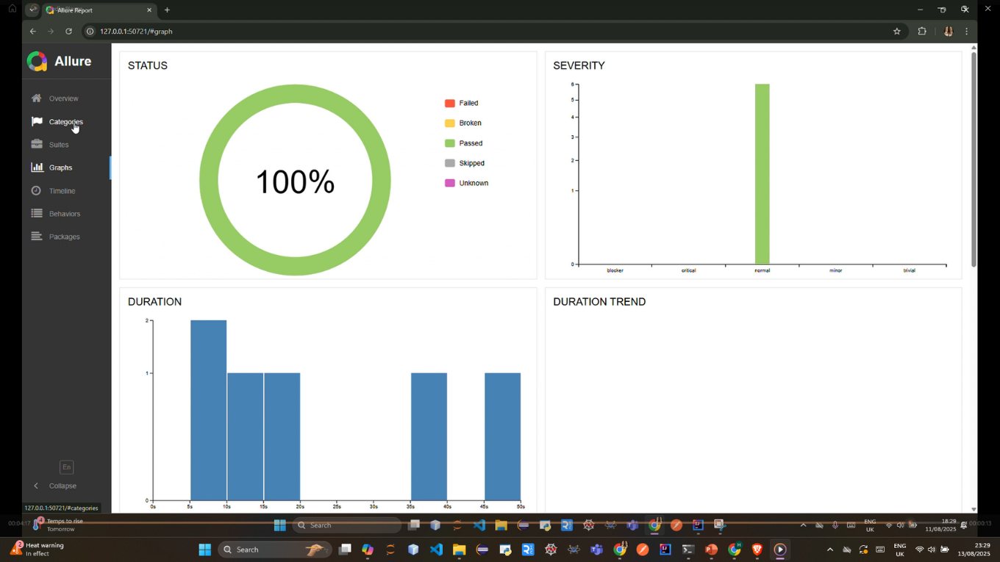 Allure Report
127.0.0.1:50721/#graph
Allure
Overview
Categories
Suites
Graphs
Timeline
Behaviors
Packages
En
Collapse
127.0.0.1:50721/#categories
STATUS
100%
Failed
Broken
Passed
Skipped
Unknown
SEVERITY
6
5
4
3
2
1
0
blocker
critical
normal
minor
trivial
DURATION
2
1
0
0s
5s
10s
15s
20s
25s
30s
35s
40s
45s
50s
DURATION TREND
00:04:17
4
Temps to rise
Tomorrow
Search
ENG
UK
18:29
11/08/2025
00:00:13
2
Heat warning
In effect
Search
ENG
UK
23:29
13/08/2025